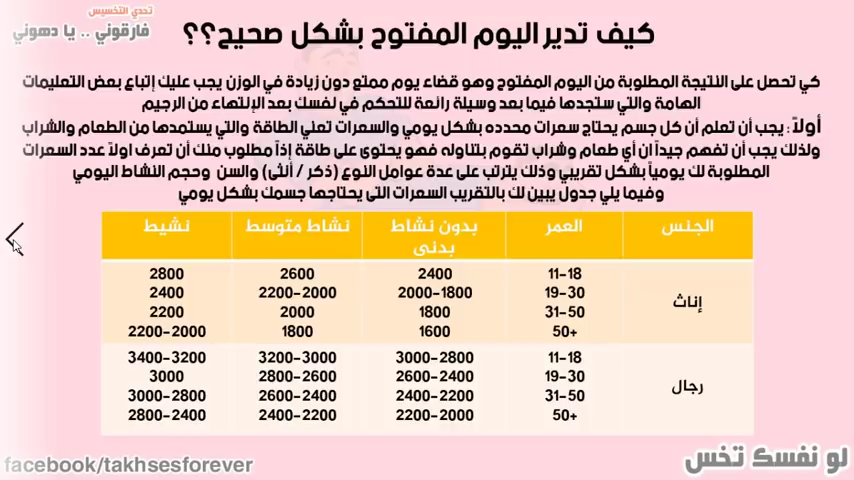 تحدي التخسيس
فارقوني .. يا دهوني
كيف تدير اليوم المفتوح بشكل صحيح؟؟
كي تحصل على النتيجة المطلوبة من اليوم المفتوح وهو قضاء يوم ممتع دون زيادة في الوزن يجب عليك إتباع بعض التعليمات
الهامة والتي ستجدها فيما بعد وسيلة رائعة للتحكم في نفسك بعد الإنتهاء من الرجيم
أولاً : يجب أن تعلم أن كل جسم يحتاج سعرات محدده بشكل يومي والسعرات تعني الطاقة والتي يستمدها من الطعام والشراب
ولذلك يجب أن تفهم جيداً ان أي طعام وشراب تقوم بتناوله فهو يحتوى على طاقة إذاً مطلوب منك أن تعرف اولاً عدد السعرات
المطلوبة لك يومياً بشكل تقريبي وذلك يترتب على عدة عوامل النوع (ذكر / أنثى) والسن وحجم النشاط اليومي
وفيما يلي جدول يبين لك بالتقريب السعرات التى يحتاجها جسمك بشكل يومي
الجنس العمر بدون نشاط بدنى نشاط متوسط نشيط
إناث
11-18 2400 2600 2800
19-30 2000-1800 2200-2000 2400
31-50 1800 2000 2200
50+ 1600 1800 2200-2000
رجال
11-18 3000-2800 3200-3000 3400-3200
19-30 2600-2400 2800-2600 3000
31-50 2400-2200 2600-2400 3000-2800
50+ 2200-2000 2400-2200 2800-2400
لو نفسك تخس
facebook/takhsesforever